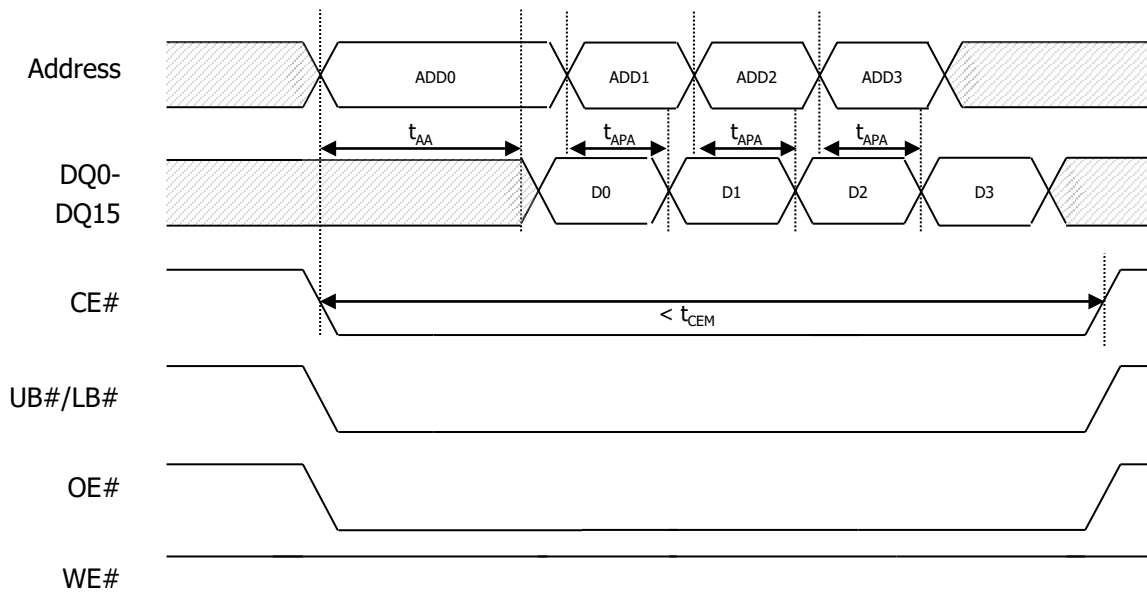 Address
ADD0 ADD1 ADD2 ADD3
tAA tAPA tAPA tAPA
DQ0-
DQ15
D0 D1 D2 D3
CE#
< tCEM
UB#/LB#
OE#
WE#